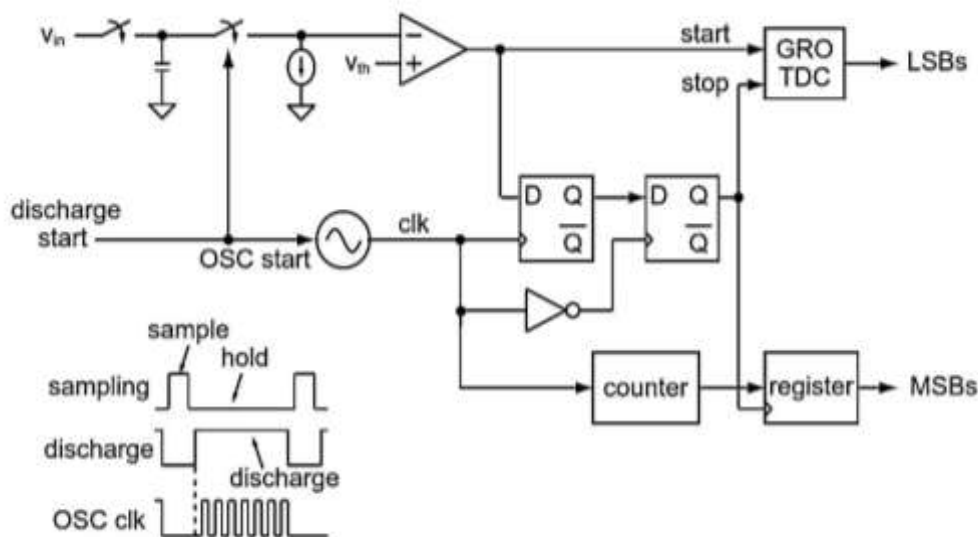 Vin
Vth
start
stop
GRO
TDC
LSBs
D Q
Q
D Q
Q
discharge
start
OSC start
clk
sample
hold
sampling
discharge
discharge
OSC clk
counter
register
MSBs